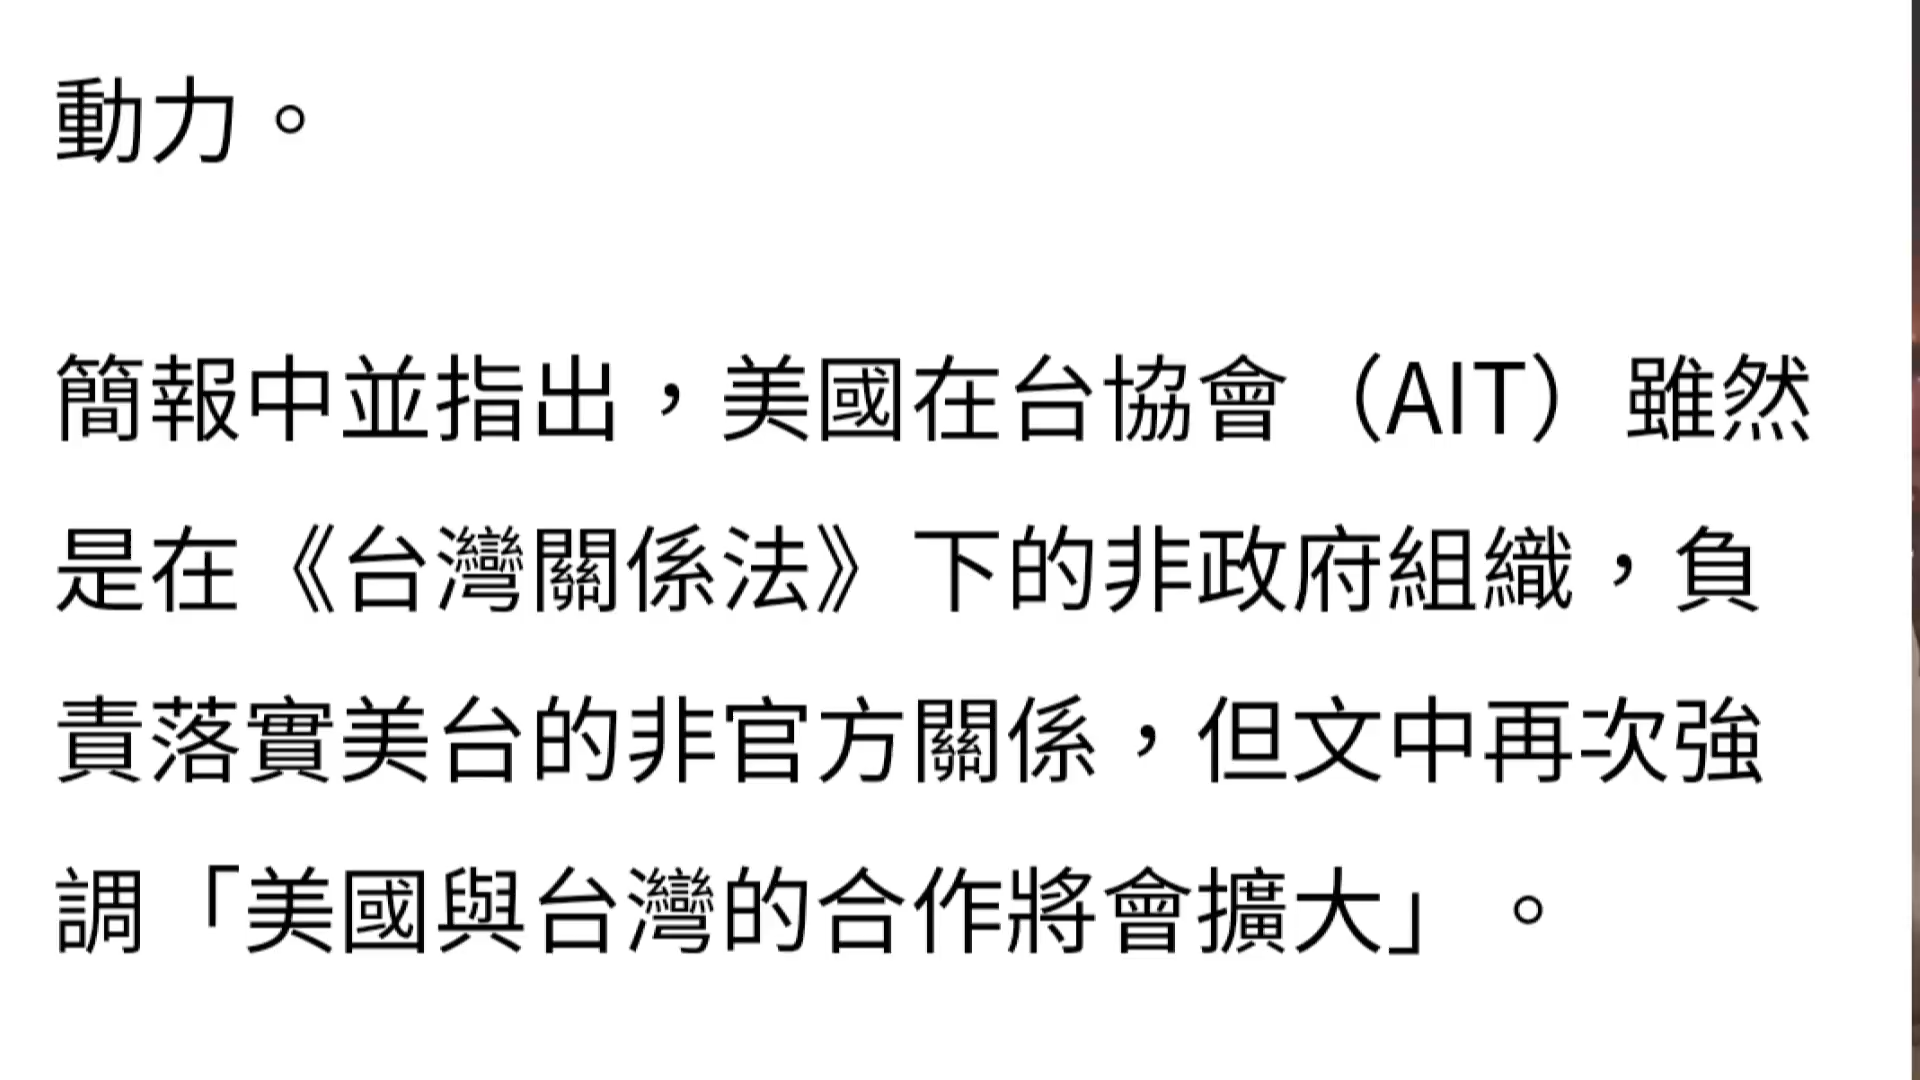 動力。
簡報中並指出，美國在台協會（AIT）雖然
是在《台灣關係法》下的非政府組織，負
責落實美台的非官方關係，但文中再次強
調「美國與台灣的合作將會擴大」。